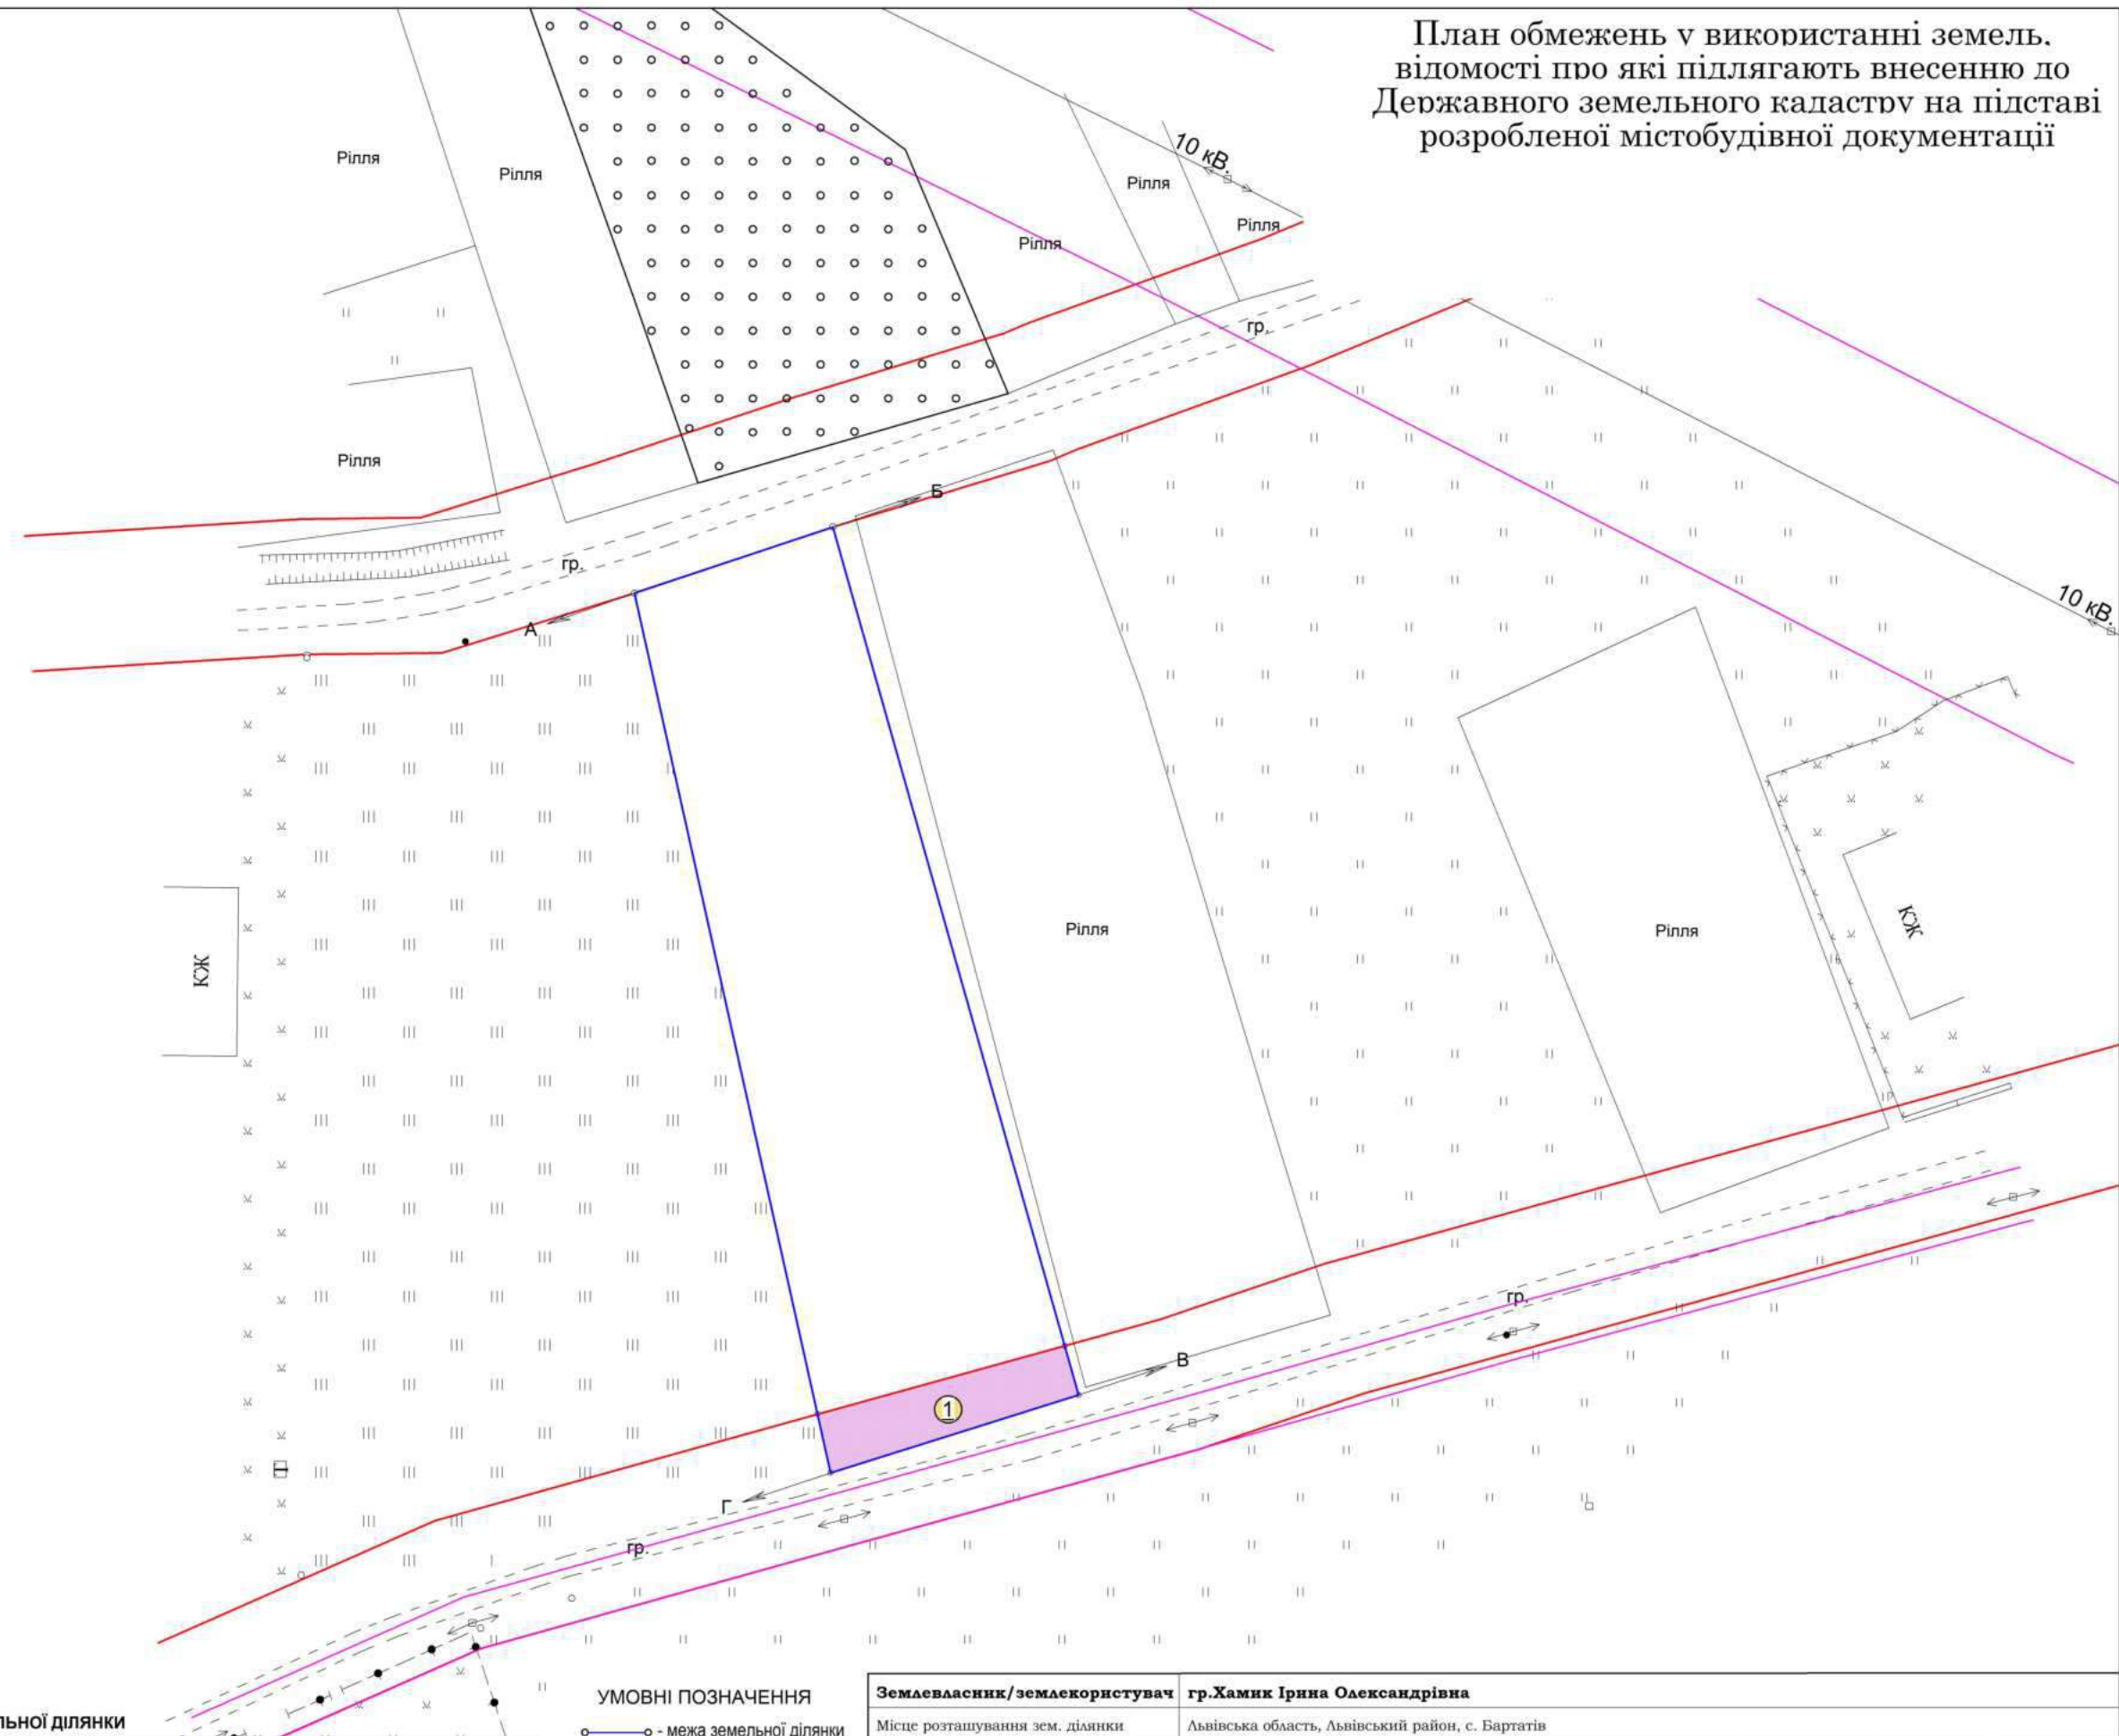 План обмежень у використанні земель,
відомості про які підлягають внесенню до
Державного земельного кадастру на підставі
розробленої містобудівної документації
10 кВ.
Рілля
Рілля
Рілля
Рілля
Рілля
гр.
Рілля
Б
гр.
А
10 кВ.
Рілля
Рілля
КЖ
КЖ
гр.
В
1
Г
гр.
УМОВНІ ПОЗНАЧЕННЯ
- межа земельної ділянки
ЛЬНОЇ ДІЛЯНКИ
Землевласник/землекористувач гр.Хамик Ірина Олександрівна
Місце розташування зем. ділянки Львівська область, Львівський район, с. Бартатів